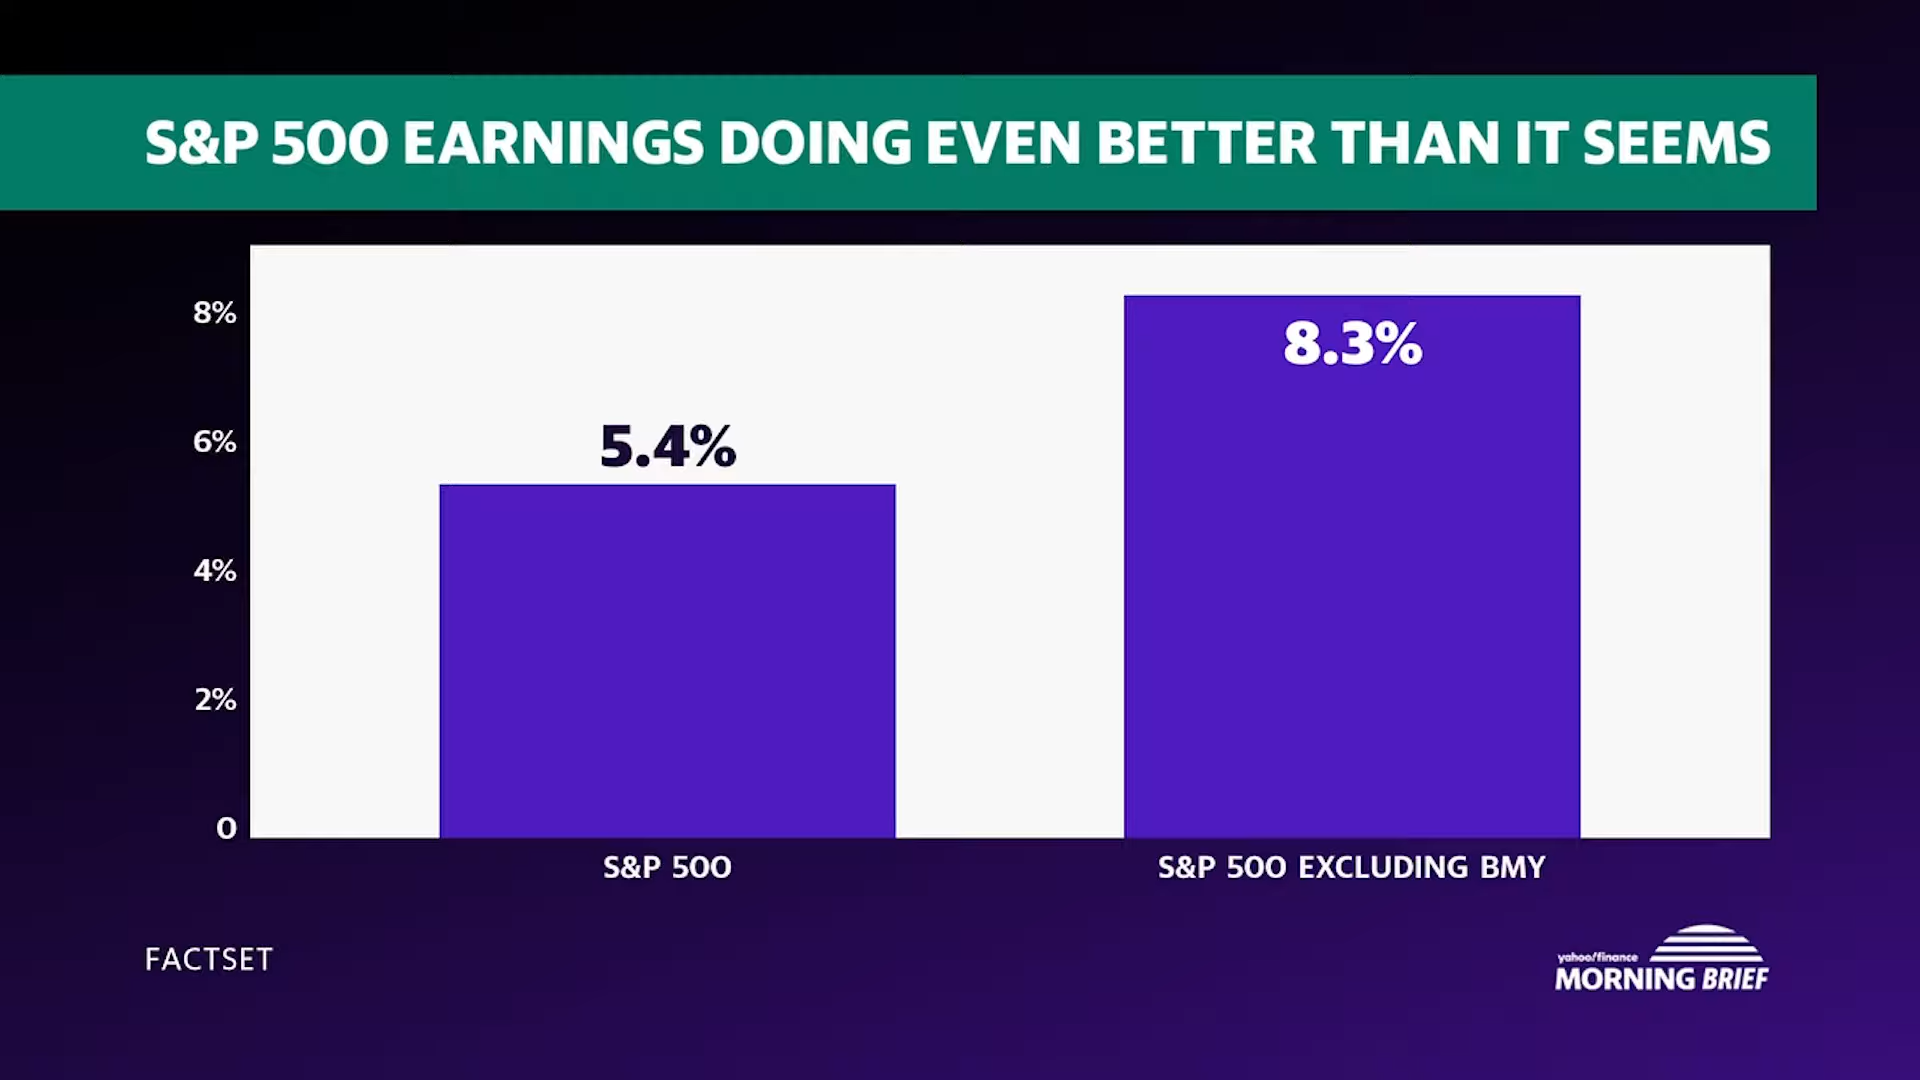 S&P 500 EARNINGS DOING EVEN BETTER THAN IT SEEMS
8%
6%
4%
2%
0
5.4%
8.3%
S&P 500
S&P 500 EXCLUDING BMY
FACTSET
yahoo!finance
MORNING BRIEF